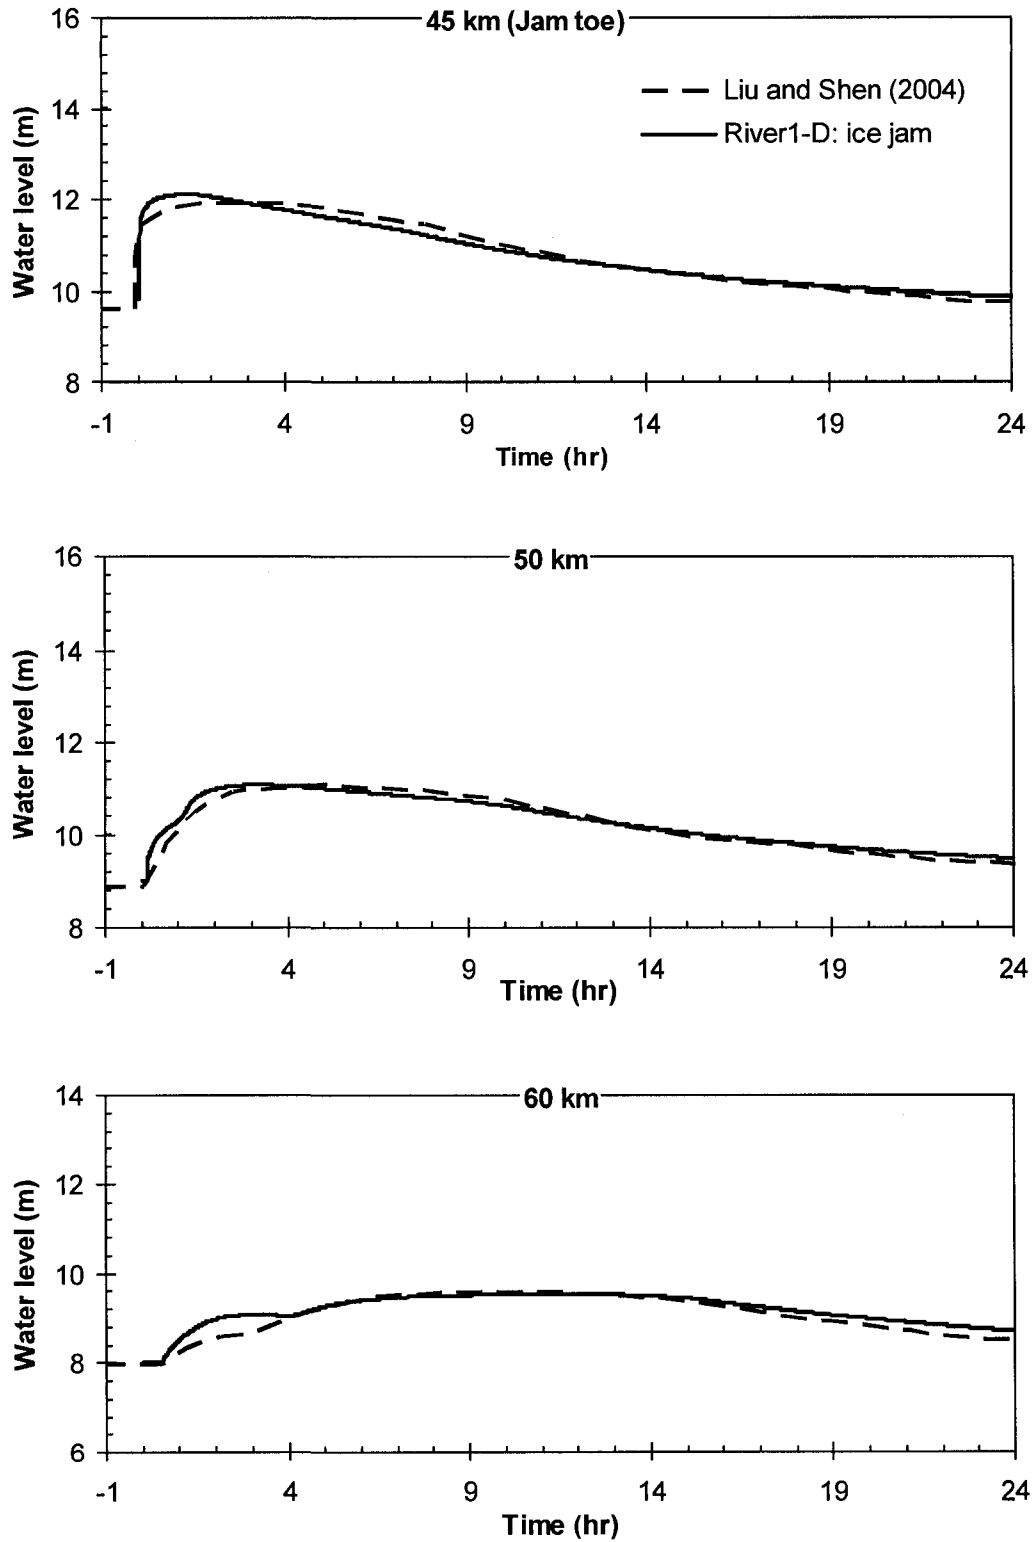 45 km (Jam toe)
16
14
12
10
8
Water level (m)
Liu and Shen (2004)
River1-D: ice jam
-1 4 9 14 19 24
Time (hr)
50 km
16
14
12
10
8
Water level (m)
-1 4 9 14 19 24
Time (hr)
60 km
14
12
10
8
6
Water level (m)
-1 4 9 14 19 24
Time (hr)